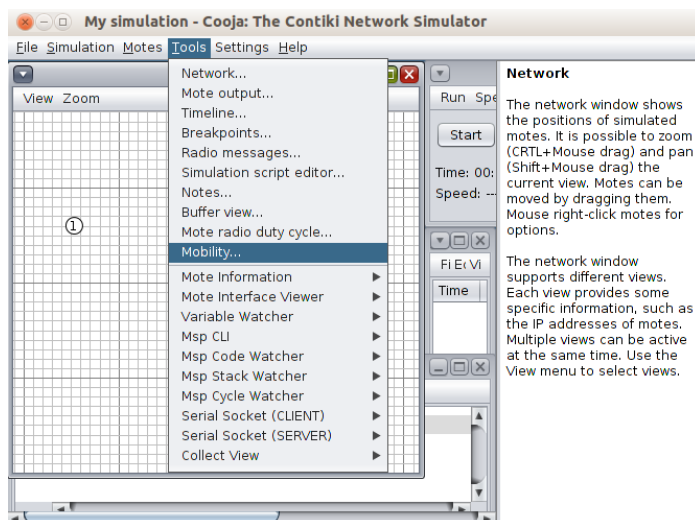 My simulation - Cooja: The Contiki Network Simulator
File Simulation Motes Tools Settings Help
View Zoom
1
Network...
Mote output...
Timeline...
Breakpoints...
Radio messages...
Simulation script editor...
Notes...
Buffer view...
Mote radio duty cycle...
Mobility...
Mote Information
Mote Interface Viewer
Variable Watcher
Msp CLI
Msp Code Watcher
Msp Stack Watcher
Msp Cycle Watcher
Serial Socket (CLIENT)
Serial Socket (SERVER)
Collect View
Run Spe
Start
Time: 00:
Speed: --
Fi Ed Vi
Time
Network
The network window shows
the positions of simulated
motes. It is possible to zoom
(CRTL+Mouse drag) and pan
(Shift+Mouse drag) the
current view. Motes can be
moved by dragging them.
Mouse right-click motes for
options.
The network window
supports different views.
Each view provides some
specific information, such as
the IP addresses of motes.
Multiple views can be active
at the same time. Use the
View menu to select views.